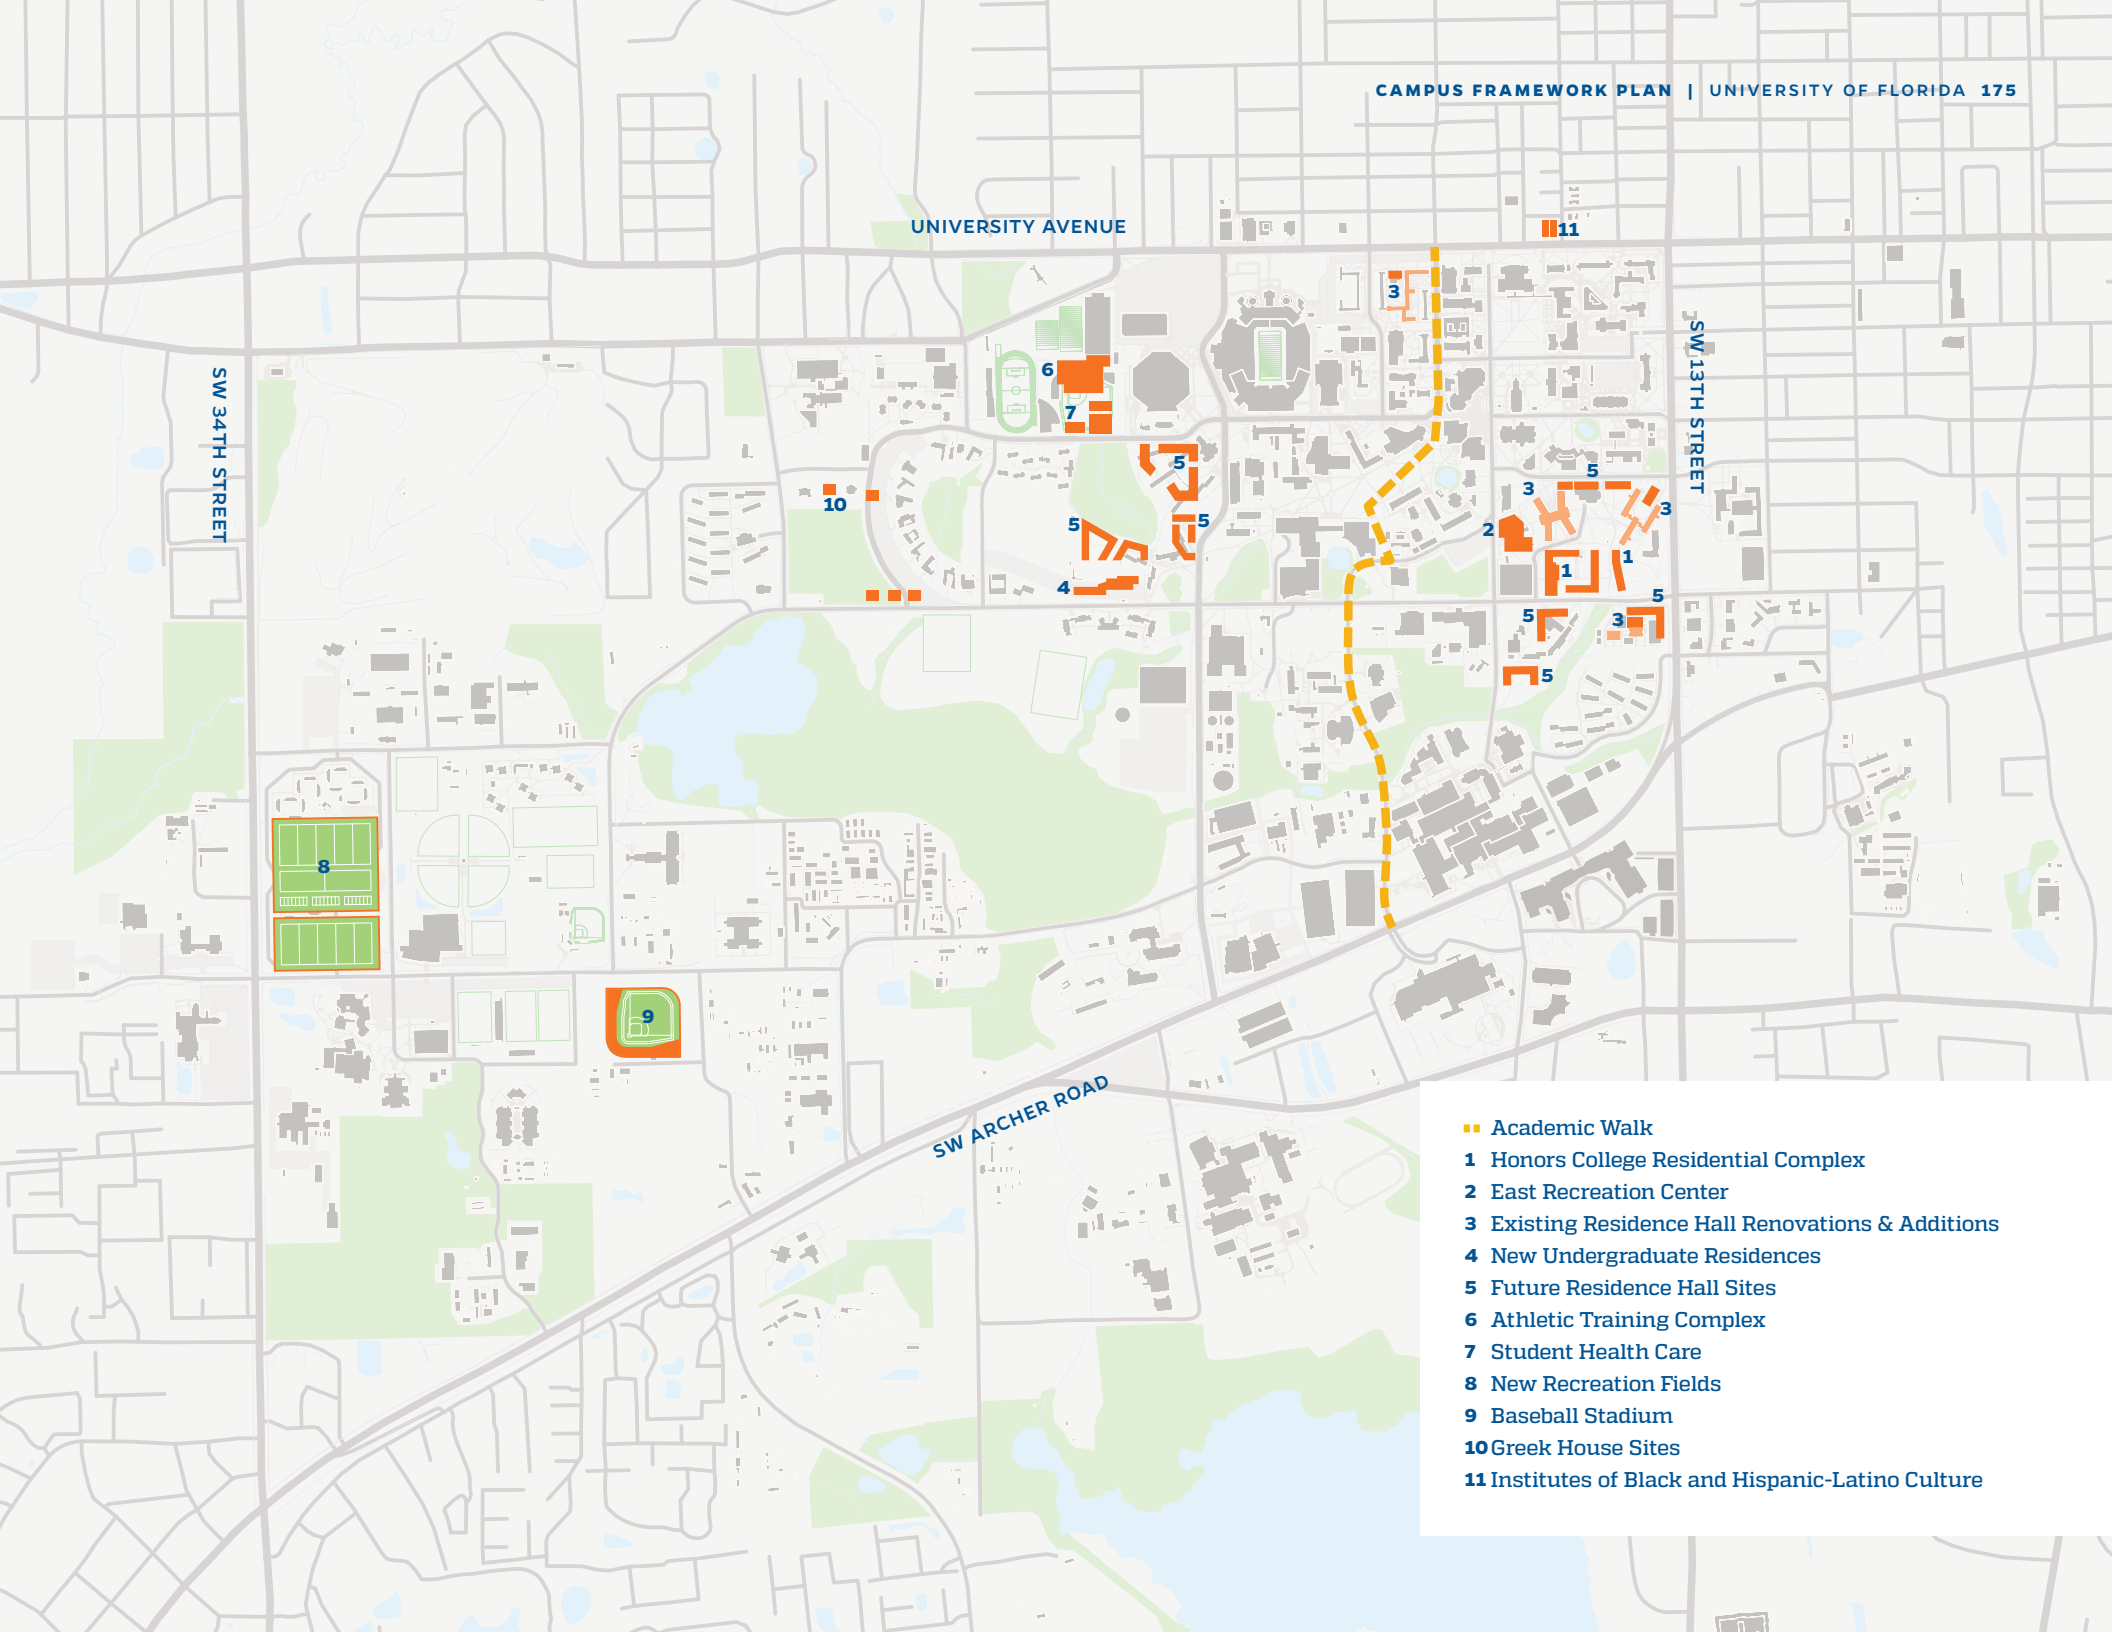 CAMPUS FRAMEWORK PLAN | UNIVERSITY OF FLORIDA 175
UNIVERSITY AVENUE
11
3
SW 34TH STREET
SW 13TH STREET
6
7
5
5
10
3
3
5
5
2
1
1
4
5
5
3
5
8
9
SW ARCHER ROAD
Academic Walk
1 Honors College Residential Complex
2 East Recreation Center
3 Existing Residence Hall Renovations & Additions
4 New Undergraduate Residences
5 Future Residence Hall Sites
6 Athletic Training Complex
7 Student Health Care
8 New Recreation Fields
9 Baseball Stadium
10 Greek House Sites
11 Institutes of Black and Hispanic-Latino Culture